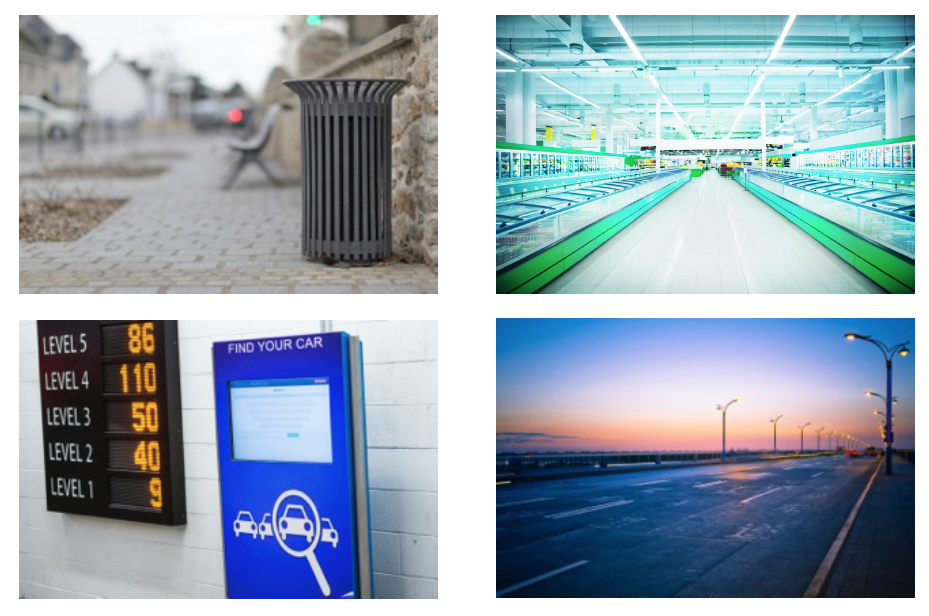 LEVEL 5 86
LEVEL 4 110
LEVEL 3 50
LEVEL 2 40
LEVEL 1 9
FIND YOUR CAR